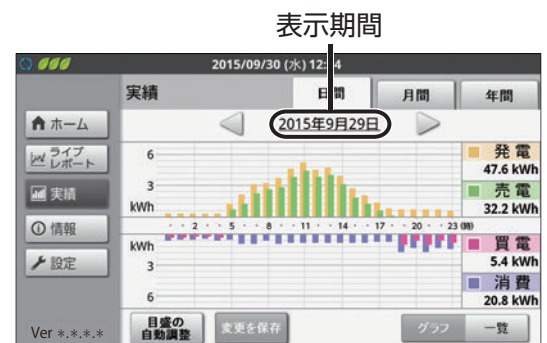 表示期間
2015/09/30 (水) 12:
実績 日間 月間 年間
2015年9月29日
ホーム
ライブ
レポート
実績
情報
設定
Ver *.*.*.*
6
3
kWh
2 5 8 11 14 17 20 23 (時)
kWh
3
6
発電
47.6 kWh
売電
32.2 kWh
買電
5.4 kWh
消費
20.8 kWh
目盛の
自動調整
変更を保存
グラフ 一覧